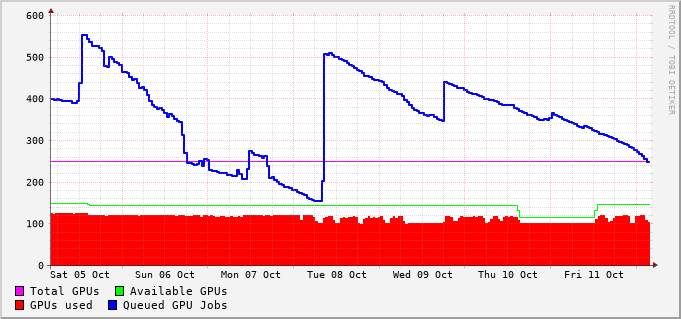 600
500
400
300
200
100
0
Sat 05 Oct Sun 06 Oct Mon 07 Oct Tue 08 Oct Wed 09 Oct Thu 10 Oct Fri 11 Oct
Total GPUs Available GPUs
GPUs used Queued GPU Jobs
RRDTOOL / TOBI OETIKER